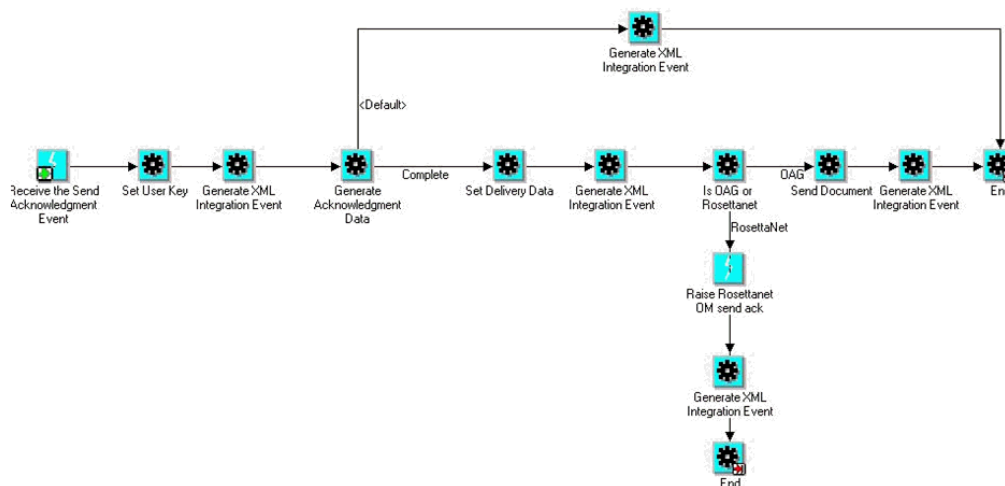 Generate XML
Integration Event
<Default>
Receive the Send
Acknowledgment
Event
Set User Key
Generate XML
Integration Event
Generate
Acknowledgment
Data
Complete
Set Delivery Data
Generate XML
Integration Event
Is OAG or
Rosettanet
OAG
Send Document
Generate XML
Integration Event
En
RosettaNet
Raise Rosettanet
OM send ack
Generate XML
Integration Event
End